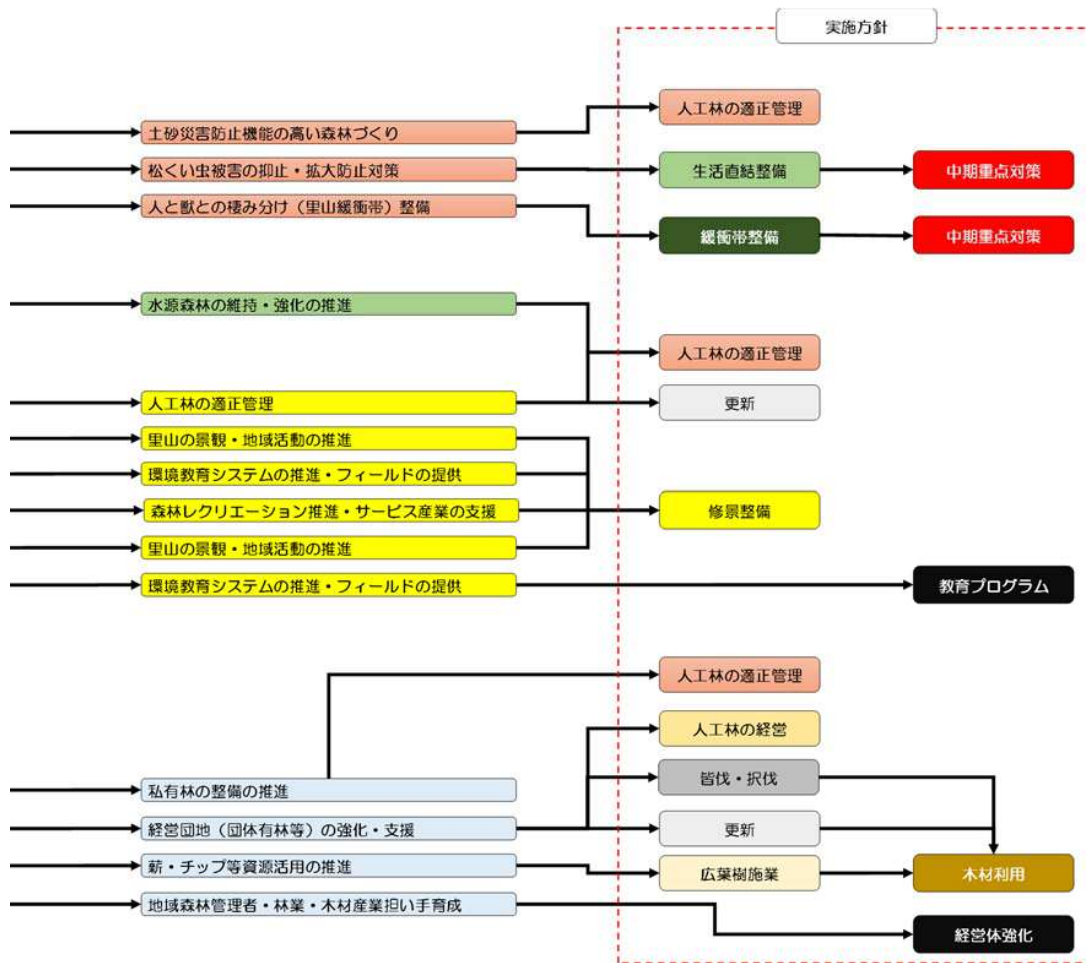 実施方針
人工林の適正管理
土砂災害防止機能の高い森林づくり
松くい虫被害の抑止・拡大防止対策
生活直結整備
中期重点対策
人と獣との棲み分け（里山緩衝帯）整備
緩衝帯整備
中期重点対策
水源森林の維持・強化の推進
人工林の適正管理
人工林の適正管理
更新
里山の景観・地域活動の推進
環境教育システムの推進・フィールドの提供
森林レクリエーション推進・サービス産業の支援
修景整備
里山の景観・地域活動の推進
環境教育システムの推進・フィールドの提供
教育プログラム
人工林の適正管理
人工林の経営
皆伐・択伐
私有林の整備の推進
経営団地（団体有林等）の強化・支援
更新
薪・チップ等資源活用の推進
広葉樹施業
木材利用
地域森林管理者・林業・木材産業担い手育成
経営体強化